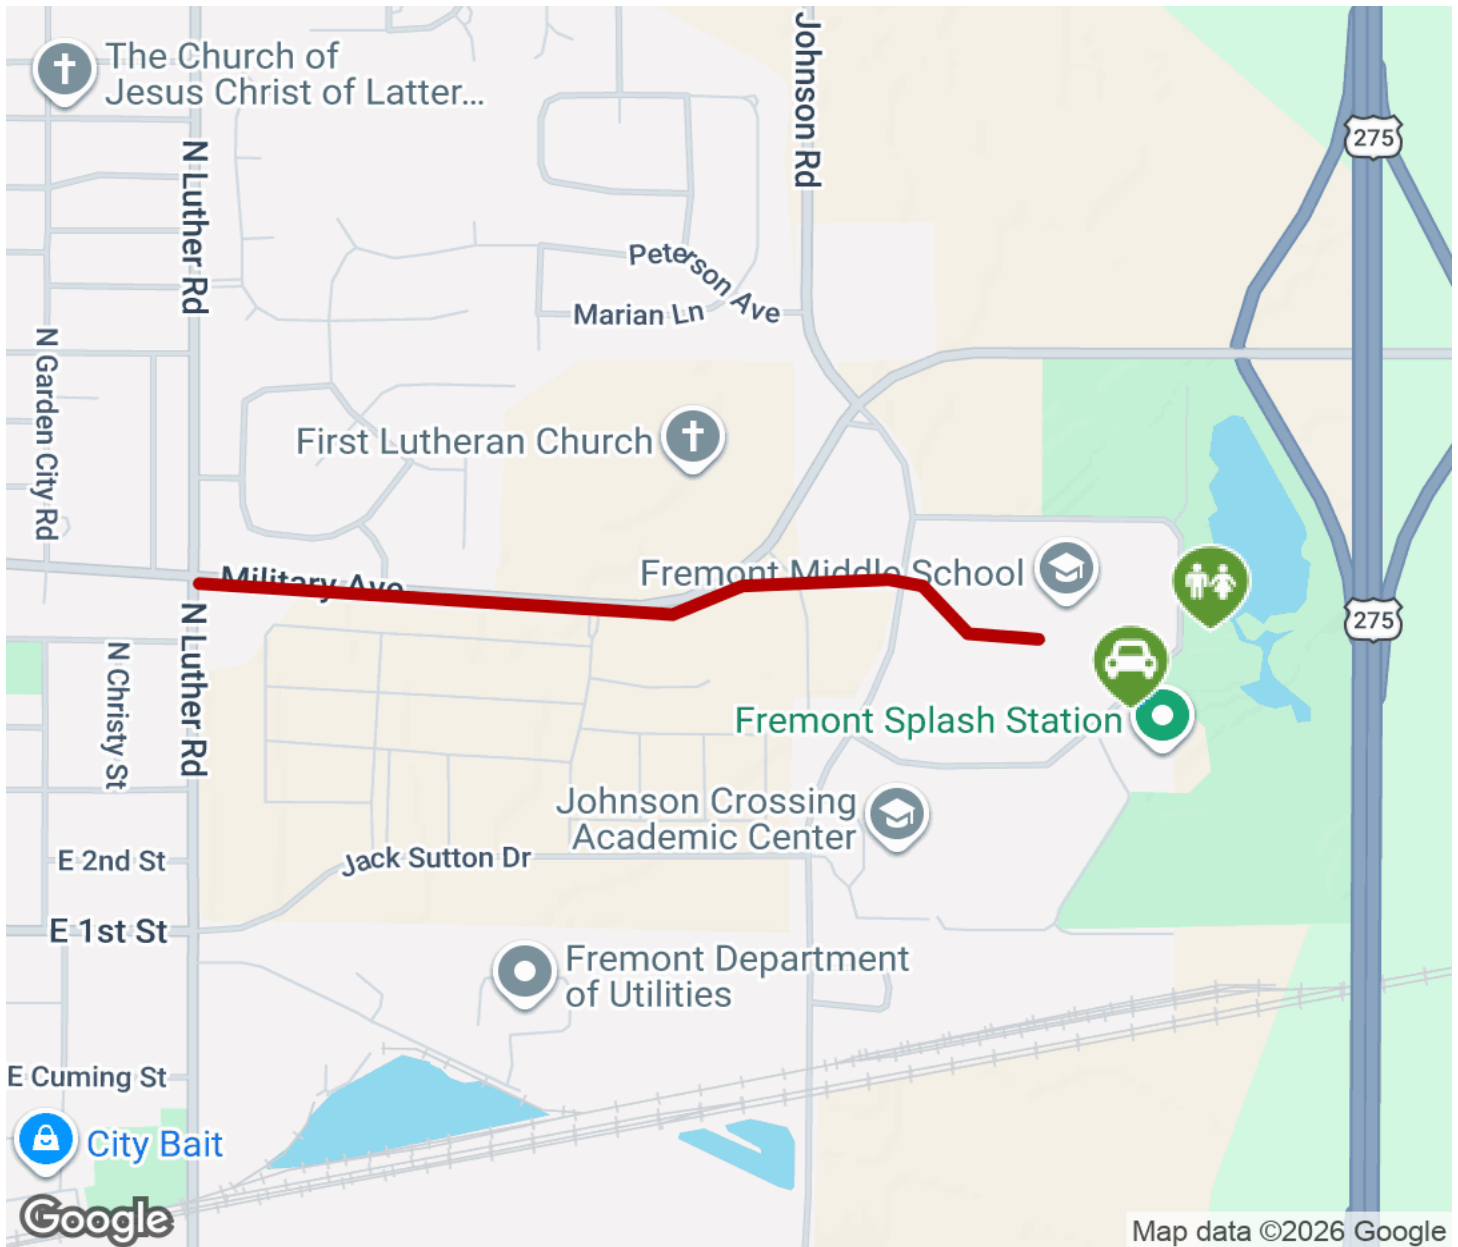 The Church of
Jesus Christ of Latter...
Johnson Rd
275
N Luther Rd
Peterson Ave
Marian Ln
N Garden City Rd
First Lutheran Church
Military Ave
Fremont Middle School
275
N Luther Rd
N Christy St
Fremont Splash Station
Johnson Crossing
Academic Center
E 2nd St
Jack Sutton Dr
E 1st St
Fremont Department
of Utilities
E Cuming St
City Bait
Google
Map data ©2026 Google